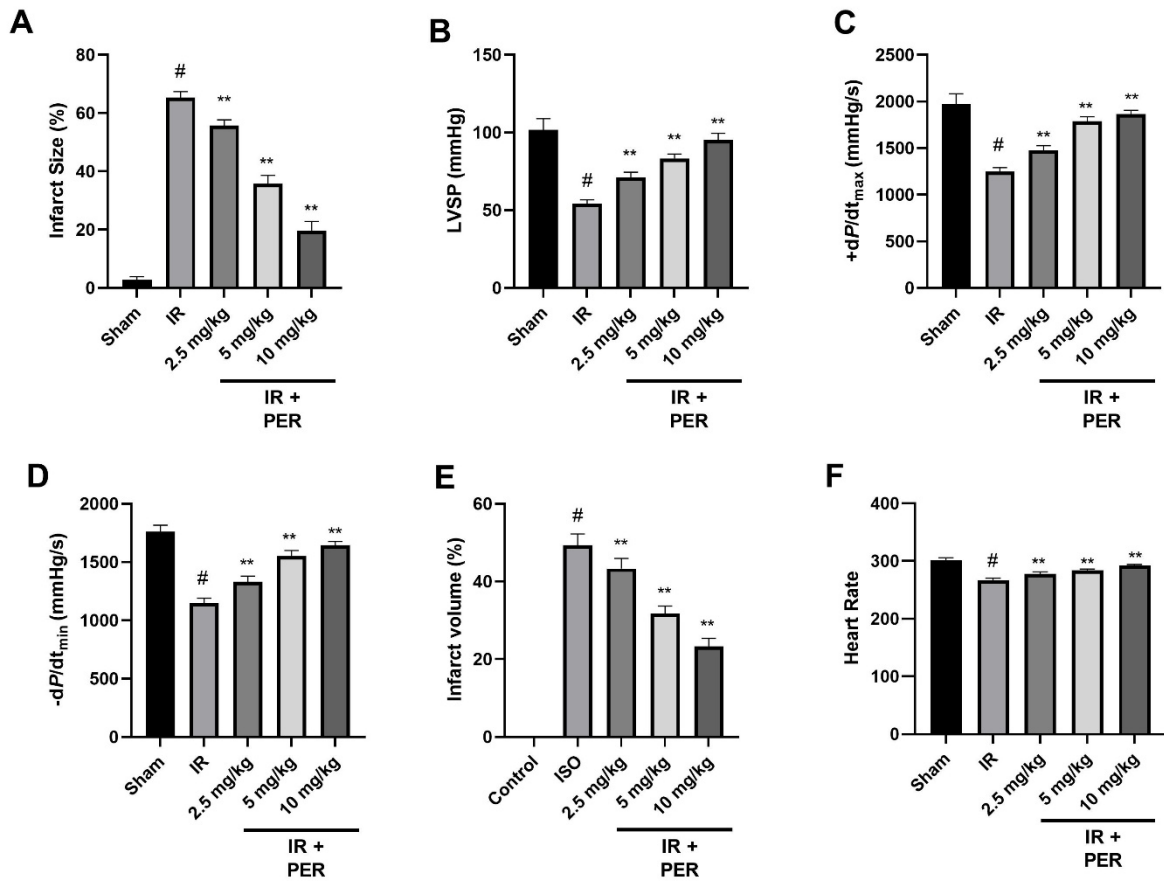 A
Infarct Size (%)
80
60
40
20
0
#
**
**
**
Sham
IR
2.5 mg/kg
5 mg/kg
10 mg/kg
IR +
PER
B
LVSP (mmHg)
150
100
50
0
#
**
**
**
Sham
IR
2.5 mg/kg
5 mg/kg
10 mg/kg
IR +
PER
C
+dP/dtmax (mmHg/s)
2500
2000
1500
1000
500
0
#
**
**
**
Sham
IR
2.5 mg/kg
5 mg/kg
10 mg/kg
IR +
PER
D
-dP/dtmin (mmHg/s)
2000
1500
1000
500
0
#
**
**
**
Sham
IR
2.5 mg/kg
5 mg/kg
10 mg/kg
IR +
PER
E
Infarct volume (%)
60
40
20
0
#
**
**
**
Control
ISO
2.5 mg/kg
5 mg/kg
10 mg/kg
IR +
PER
F
Heart Rate
400
300
200
100
0
#
**
**
**
Sham
IR
2.5 mg/kg
5 mg/kg
10 mg/kg
IR +
PER